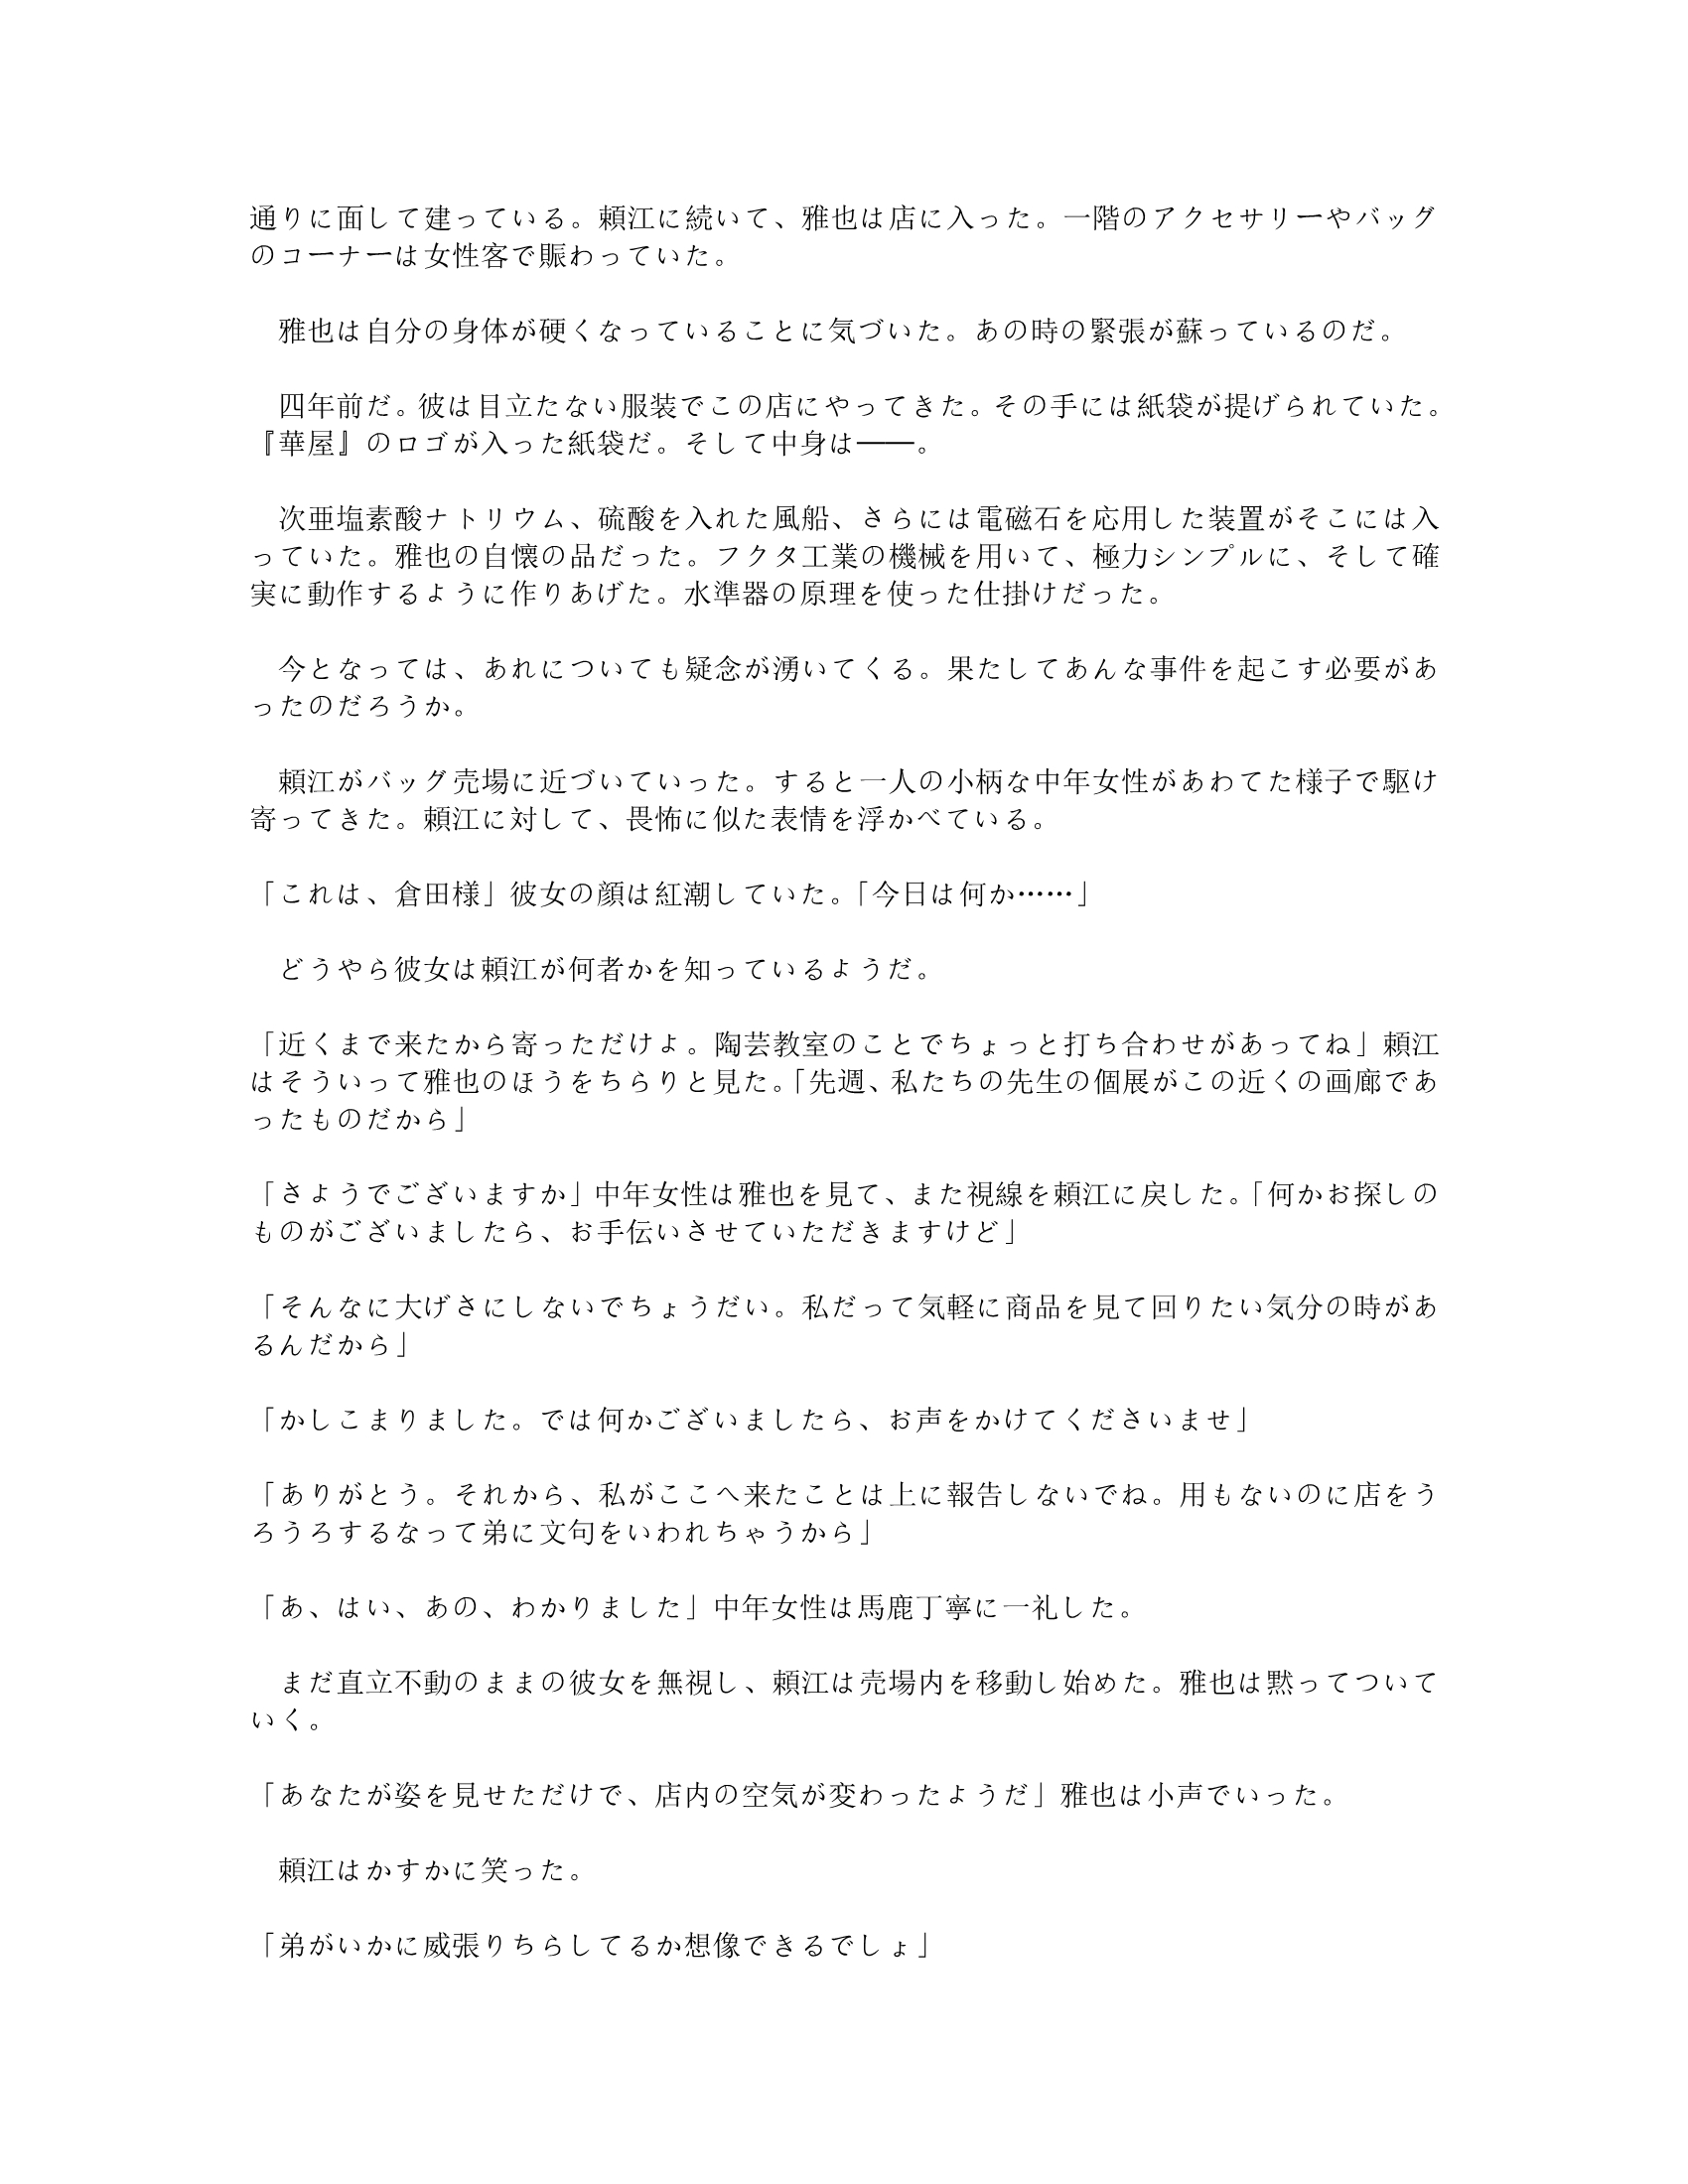 通りに面して建っている。頼江に続いて、雅也は店に入った。一階のアクセサリーやバッグ
のコーナーは女性客で賑わっていた。
　雅也は自分の身体が硬くなっていることに気づいた。あの時の緊張が蘇っているのだ。
　四年前だ。彼は目立たない服装でこの店にやってきた。その手には紙袋が提げられていた。
『華屋』のロゴが入った紙袋だ。そして中身は――。
　次亜塩素酸ナトリウム、硫酸を入れた風船、さらには電磁石を応用した装置がそこには入
っていた。雅也の自懐の品だった。フクタ工業の機械を用いて、極力シンプルに、そして確
実に動作するように作りあげた。水準器の原理を使った仕掛けだった。
　今となっては、あれについても疑念が湧いてくる。果たしてあんな事件を起こす必要があ
ったのだろうか。
　頼江がバッグ売場に近づいていった。すると一人の小柄な中年女性があわてた様子で駆け
寄ってきた。頼江に対して、畏怖に似た表情を浮かべている。
「これは、倉田様」彼女の顔は紅潮していた。「今日は何か……」
　どうやら彼女は頼江が何者かを知っているようだ。
「近くまで来たから寄っただけよ。陶芸教室のことでちょっと打ち合わせがあってね」頼江
はそういって雅也のほうをちらりと見た。「先週、私たちの先生の個展がこの近くの画廊であ
ったものだから」
「さようでございますか」中年女性は雅也を見て、また視線を頼江に戻した。「何かお探しの
ものがございましたら、お手伝いさせていただきますけど」
「そんなに大げさにしないでちょうだい。私だって気軽に商品を見て回りたい気分の時があ
るんだから」
「かしこまりました。では何かございましたら、お声をかけてくださいませ」
「ありがとう。それから、私がここへ来たことは上に報告しないでね。用もないのに店をう
ろうろするなって弟に文句をいわれちゃうから」
「あ、はい、あの、わかりました」中年女性は馬鹿丁寧に一礼した。
　まだ直立不動のままの彼女を無視し、頼江は売場内を移動し始めた。雅也は黙ってついて
いく。
「あなたが姿を見せただけで、店内の空気が変わったようだ」雅也は小声でいった。
　頼江はかすかに笑った。
「弟がいかに威張りちらしてるか想像できるでしょ」